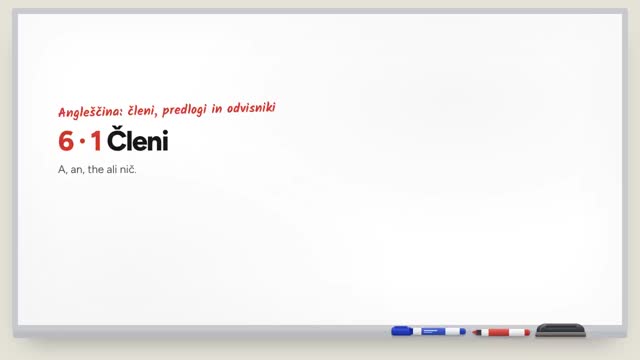 Angleščina: členi, predlogi in odvisniki
6·1 Členi
A, an, the ali nič.